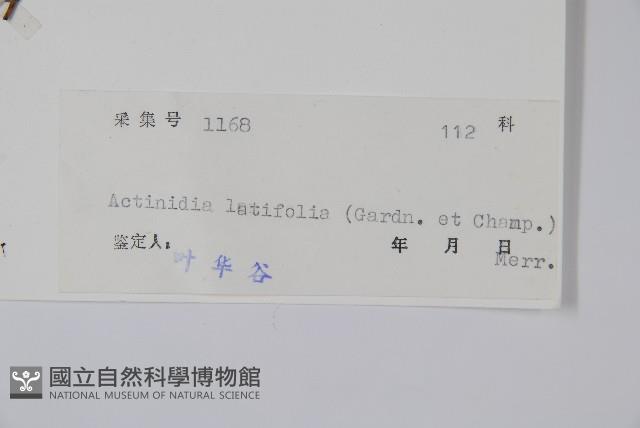 采集号 1168 112 科
Actinidia latifolia (Gardn. et Champ.)
Merr.
鉴定人: 年 月 日
叶华谷
國立自然科學博物館
NATIONAL MUSEUM OF NATURAL SCIENCE